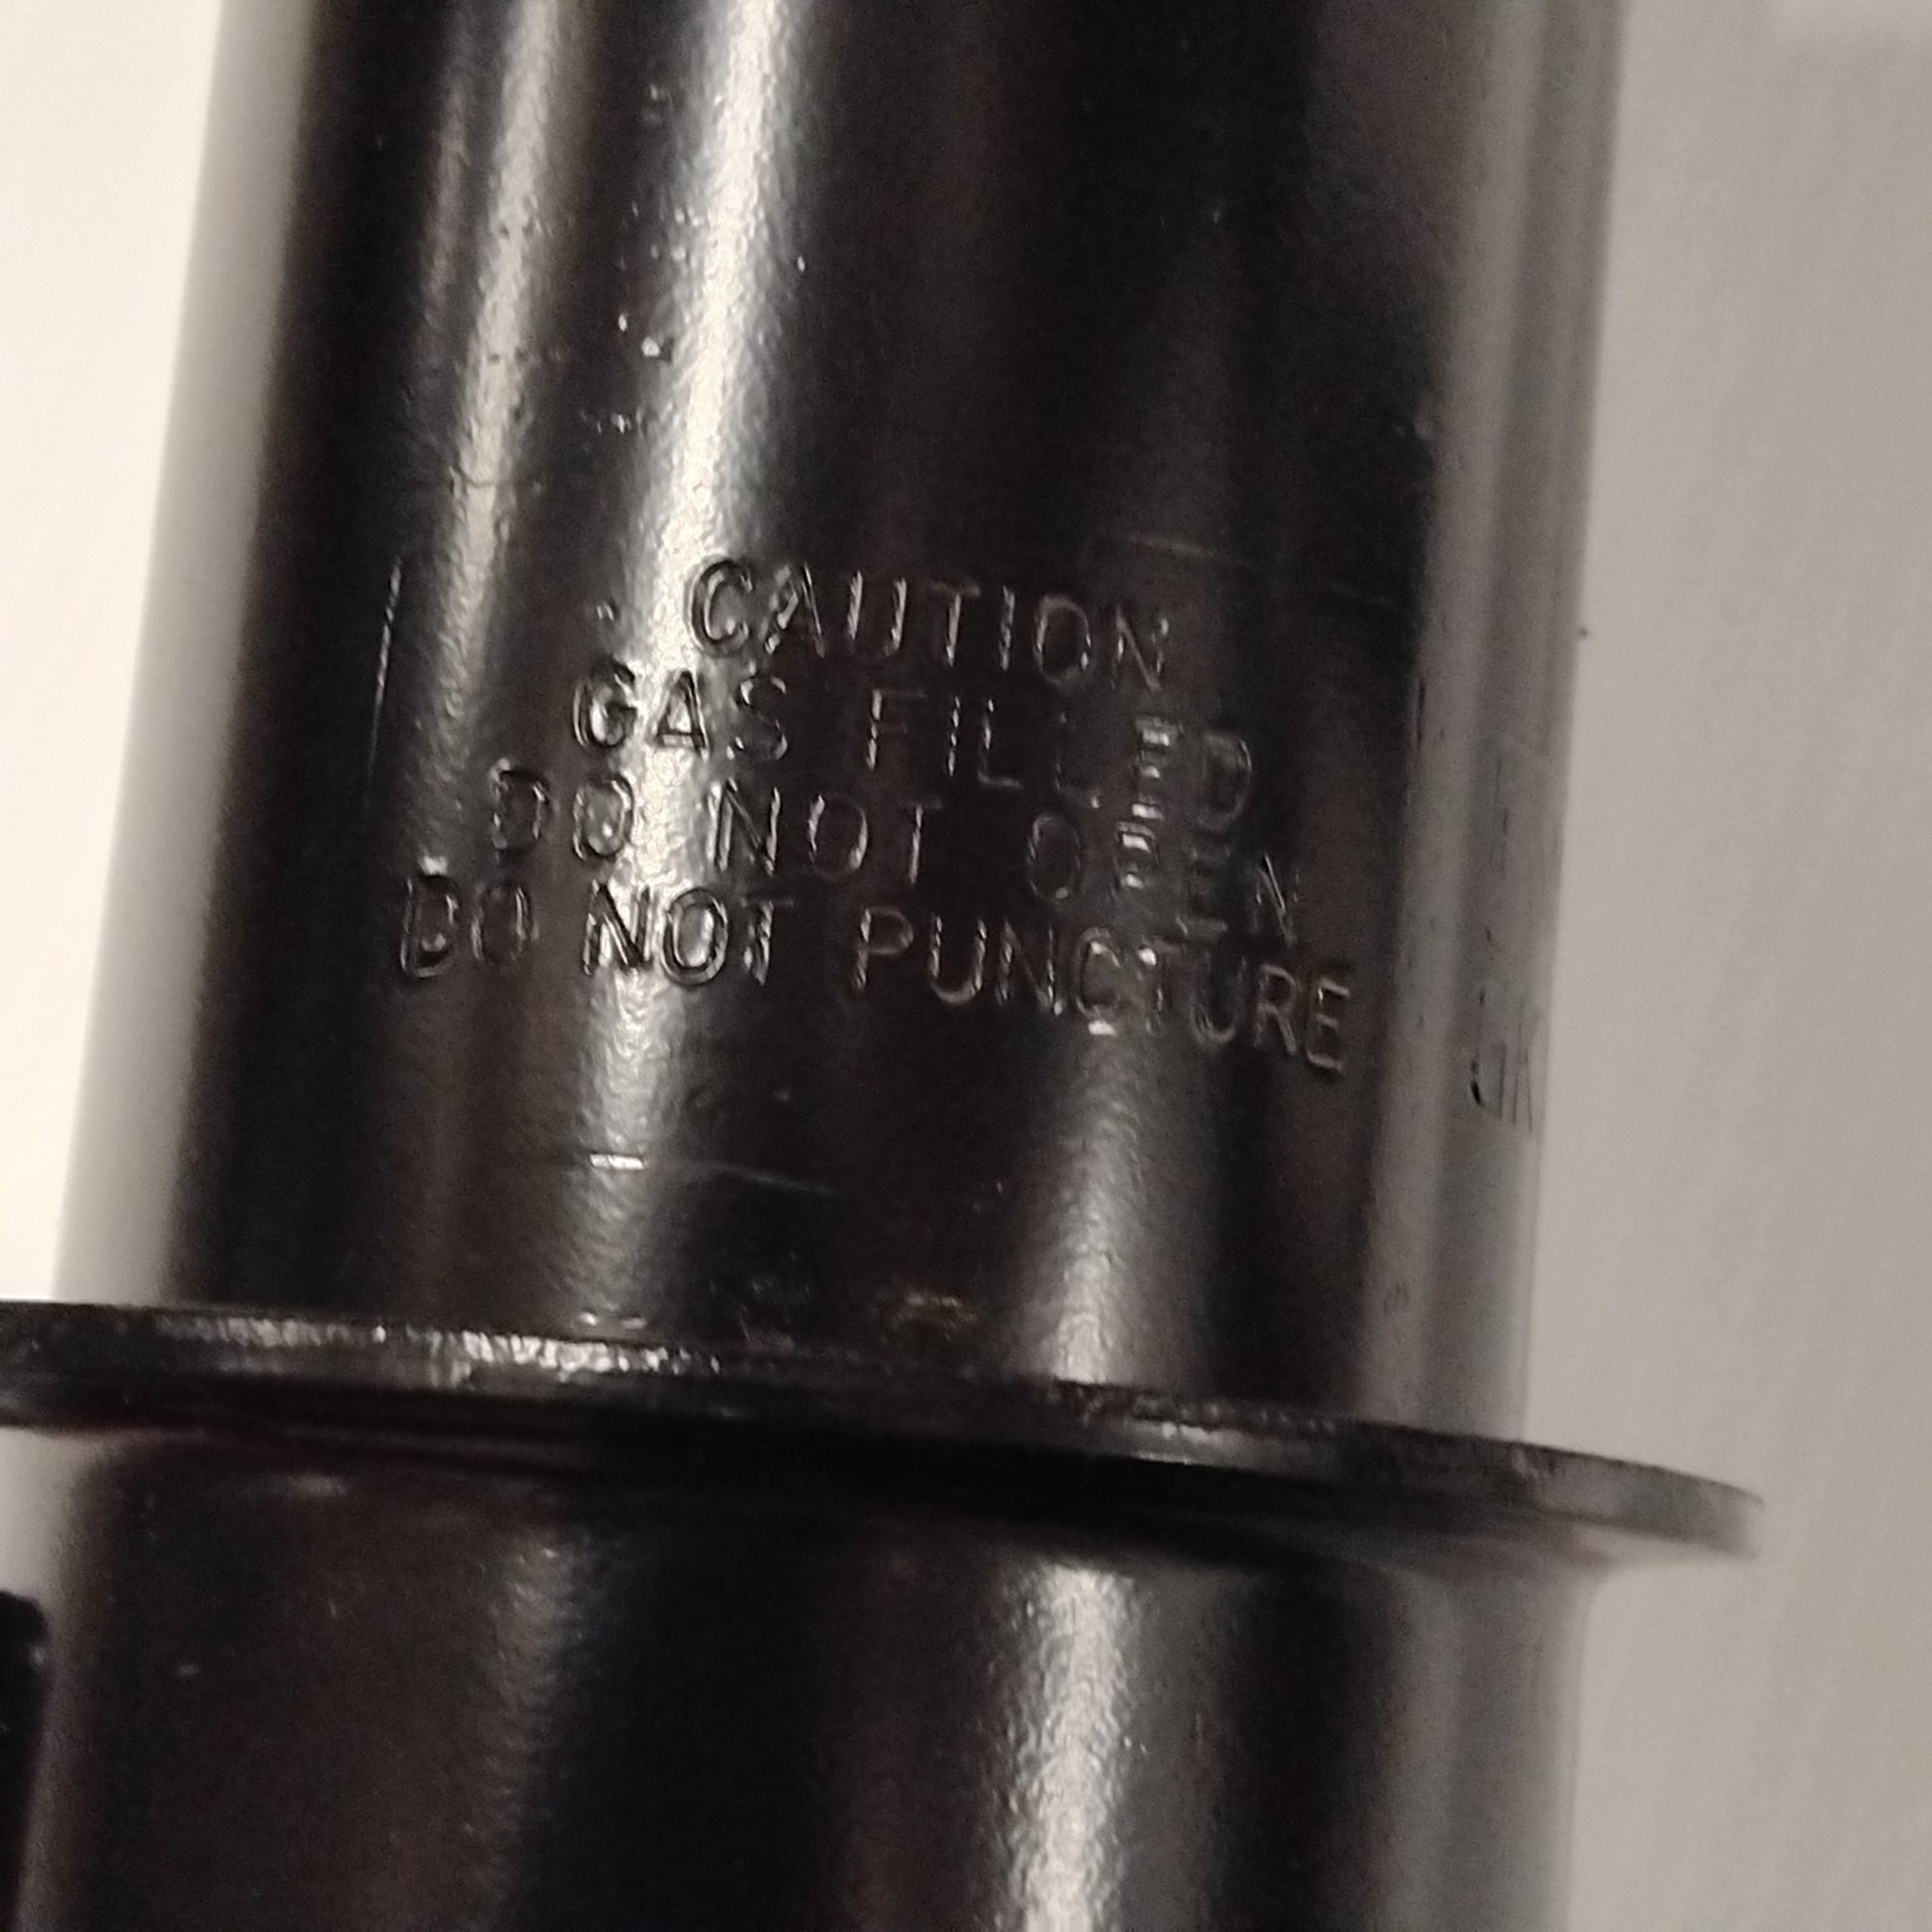 CAUTION
GAS FILLED
DO NOT OPEN
DO NOT PUNCTURE